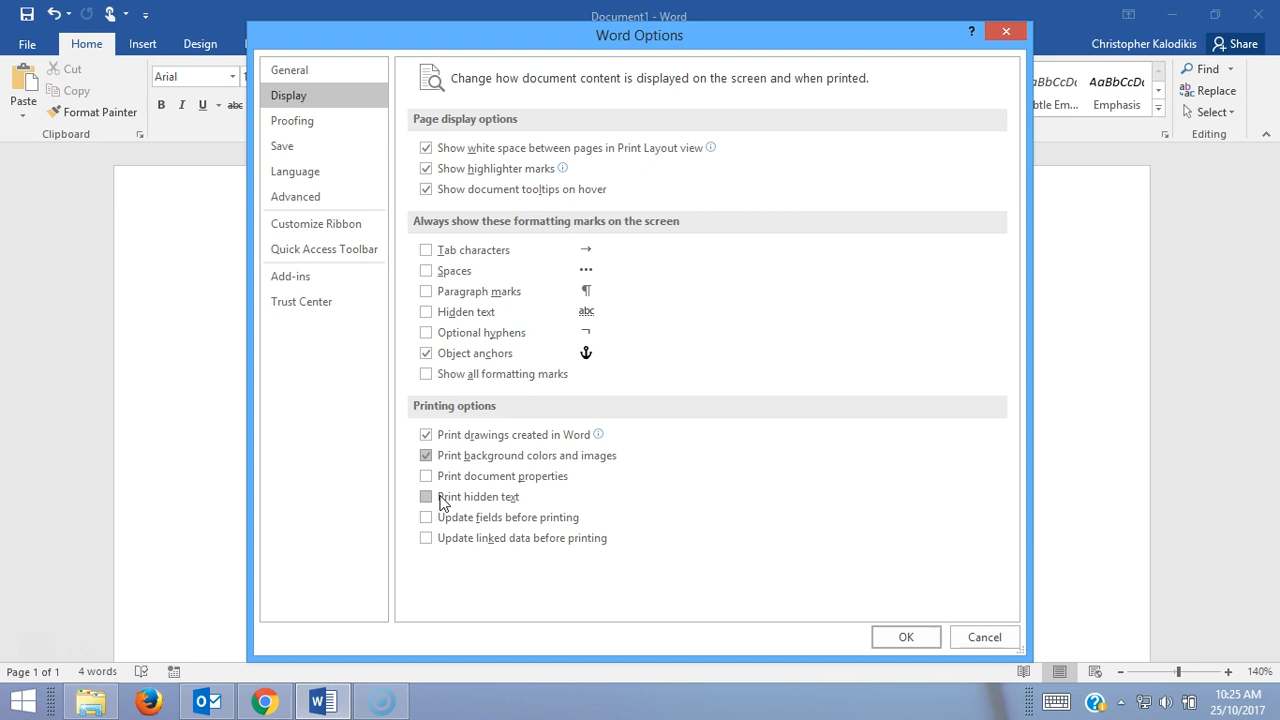 Document1 - Word
Word Options
?
File Home Insert Design
Christopher Kalodikis Share
Cut
Copy
Paste
Format Painter
Clipboard
Arial
B I U abc
General
Display
Proofing
Save
Language
Advanced
Customize Ribbon
Quick Access Toolbar
Add-ins
Trust Center
Change how document content is displayed on the screen and when printed.
Page display options
Show white space between pages in Print Layout view
Show highlighter marks
Show document tooltips on hover
Always show these formatting marks on the screen
Tab characters →
Spaces •••
Paragraph marks ¶
Hidden text abc
Optional hyphens ¬
Object anchors
Show all formatting marks
Printing options
Print drawings created in Word
Print background colors and images
Print document properties
Print hidden text
Update fields before printing
Update linked data before printing
OK Cancel
AaBbCcDc
Emphasis
Find
Replace
Select
Editing
Page 1 of 1 4 words
140%
10:25 AM
25/10/2017